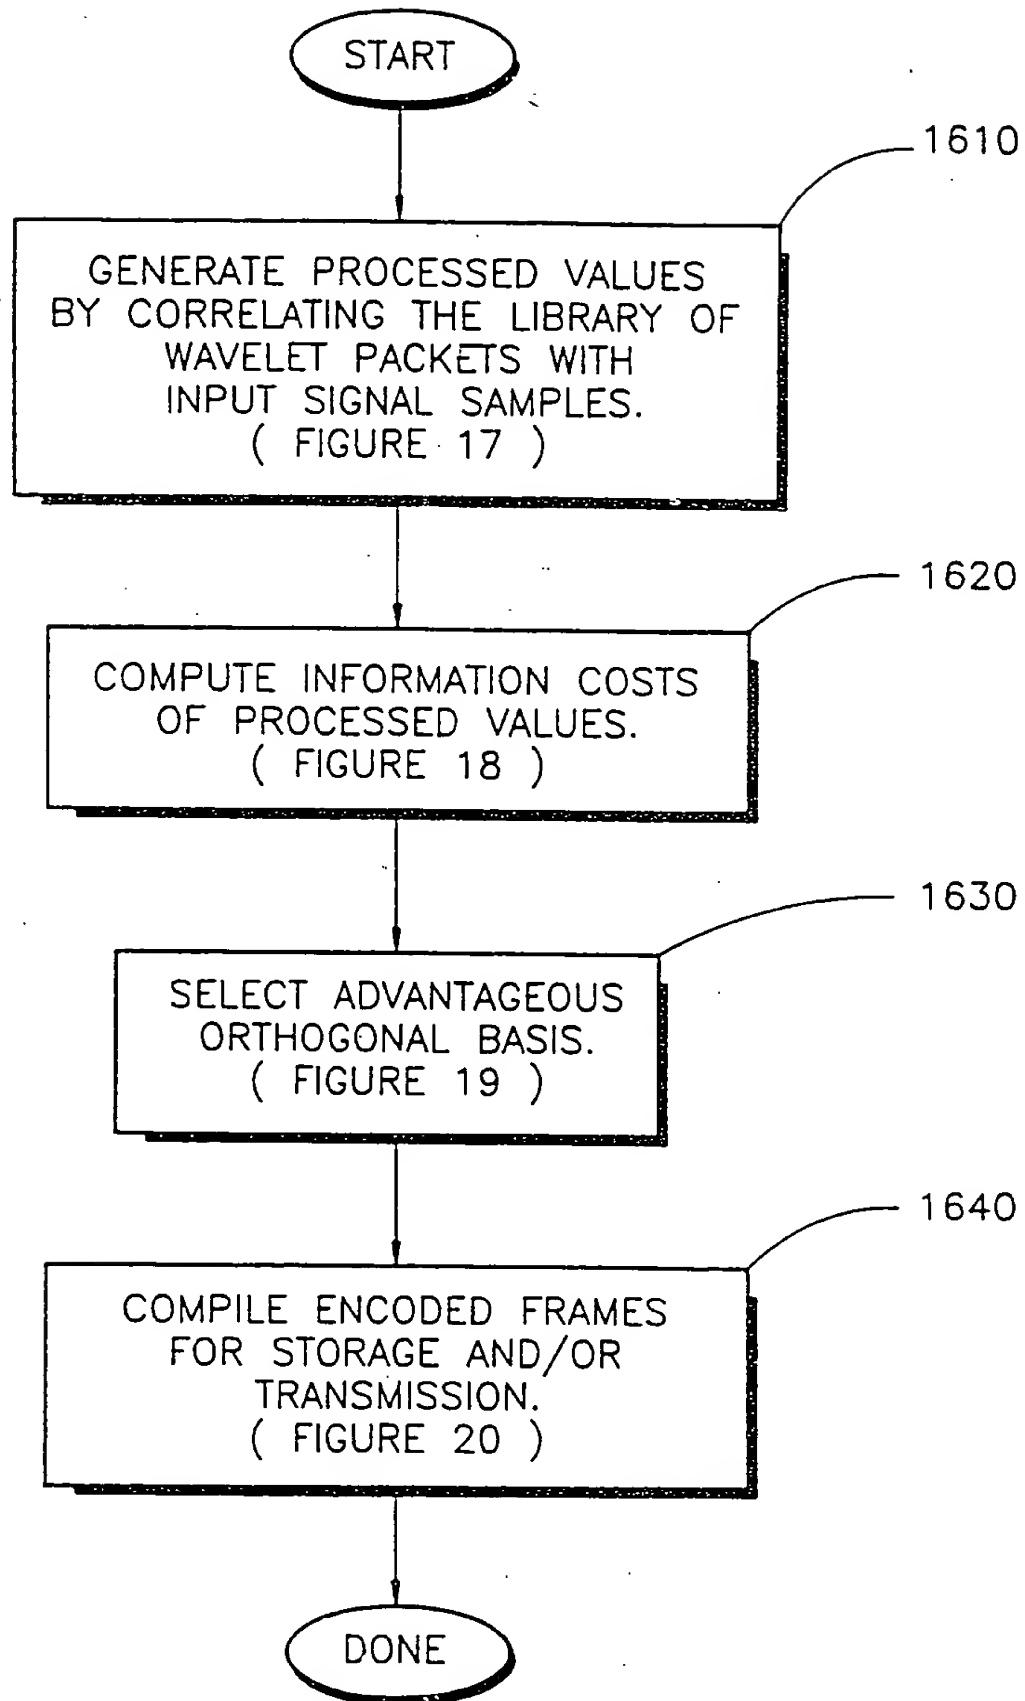 START
1610
GENERATE PROCESSED VALUES
BY CORRELATING THE LIBRARY OF
WAVELET PACKETS WITH
INPUT SIGNAL SAMPLES.
( FIGURE 17 )
1620
COMPUTE INFORMATION COSTS
OF PROCESSED VALUES.
( FIGURE 18 )
1630
SELECT ADVANTAGEOUS
ORTHOGONAL BASIS.
( FIGURE 19 )
1640
COMPILE ENCODED FRAMES
FOR STORAGE AND/OR
TRANSMISSION.
( FIGURE 20 )
DONE